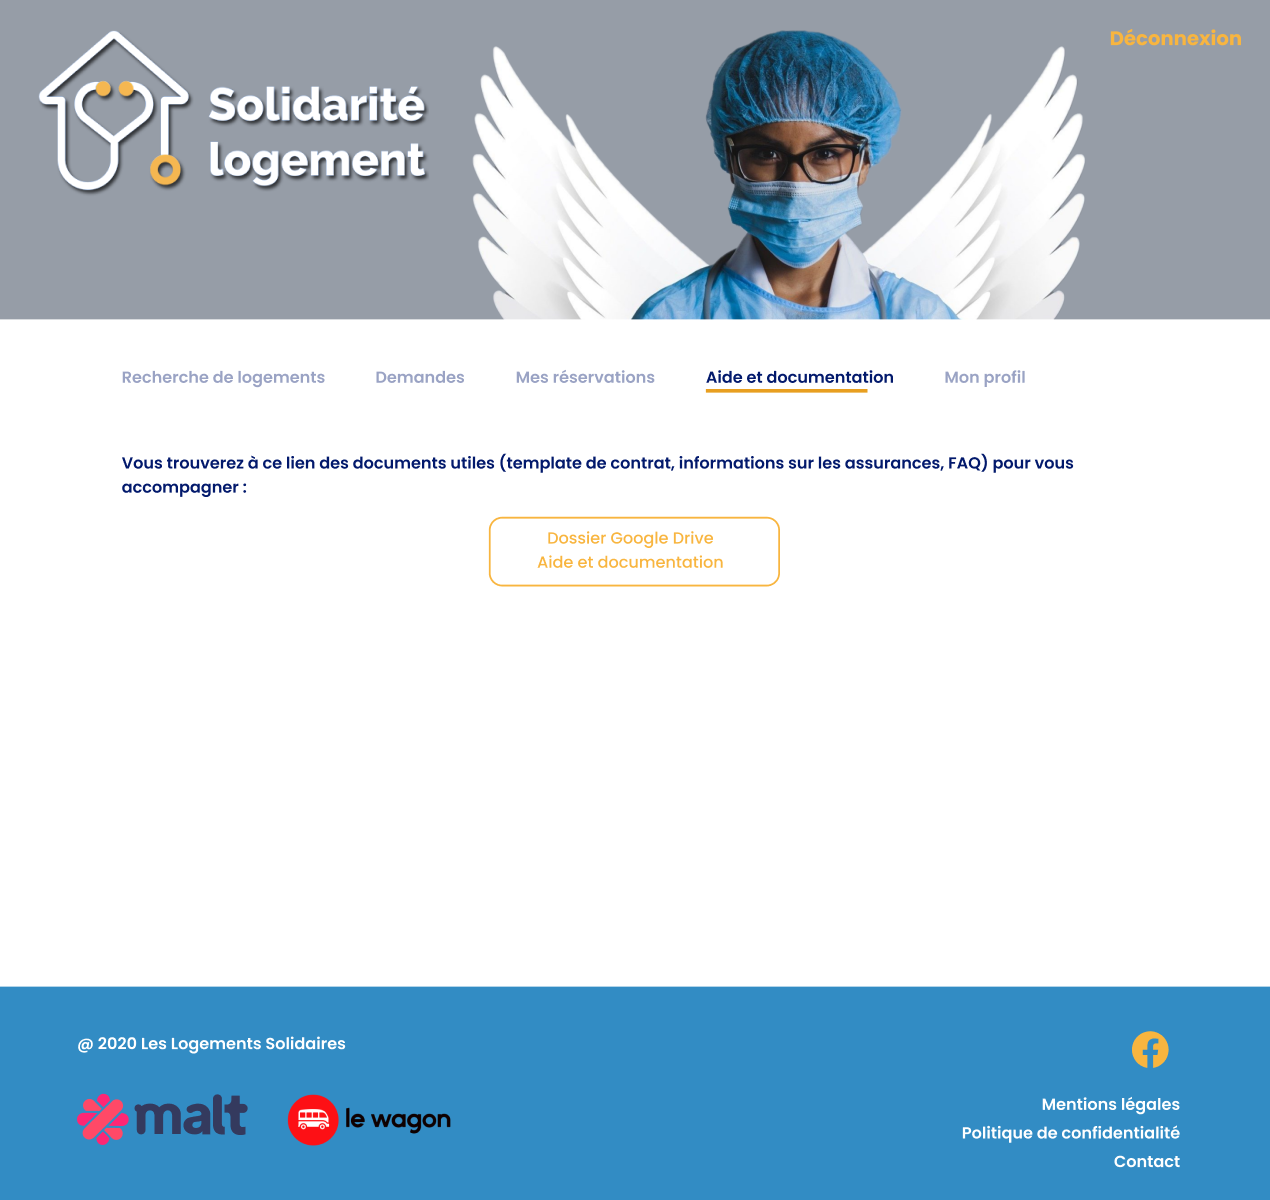 Déconnexion
Solidarité
logement
Recherche de logements
Demandes
Mes réservations
Aide et documentation
Mon profil
Vous trouverez à ce lien des documents utiles (template de contrat, informations sur les assurances, FAQ) pour vous
accompagner :
Dossier Google Drive
Aide et documentation
@ 2020 Les Logements Solidaires
malt
le wagon
Mentions légales
Politique de confidentialité
Contact